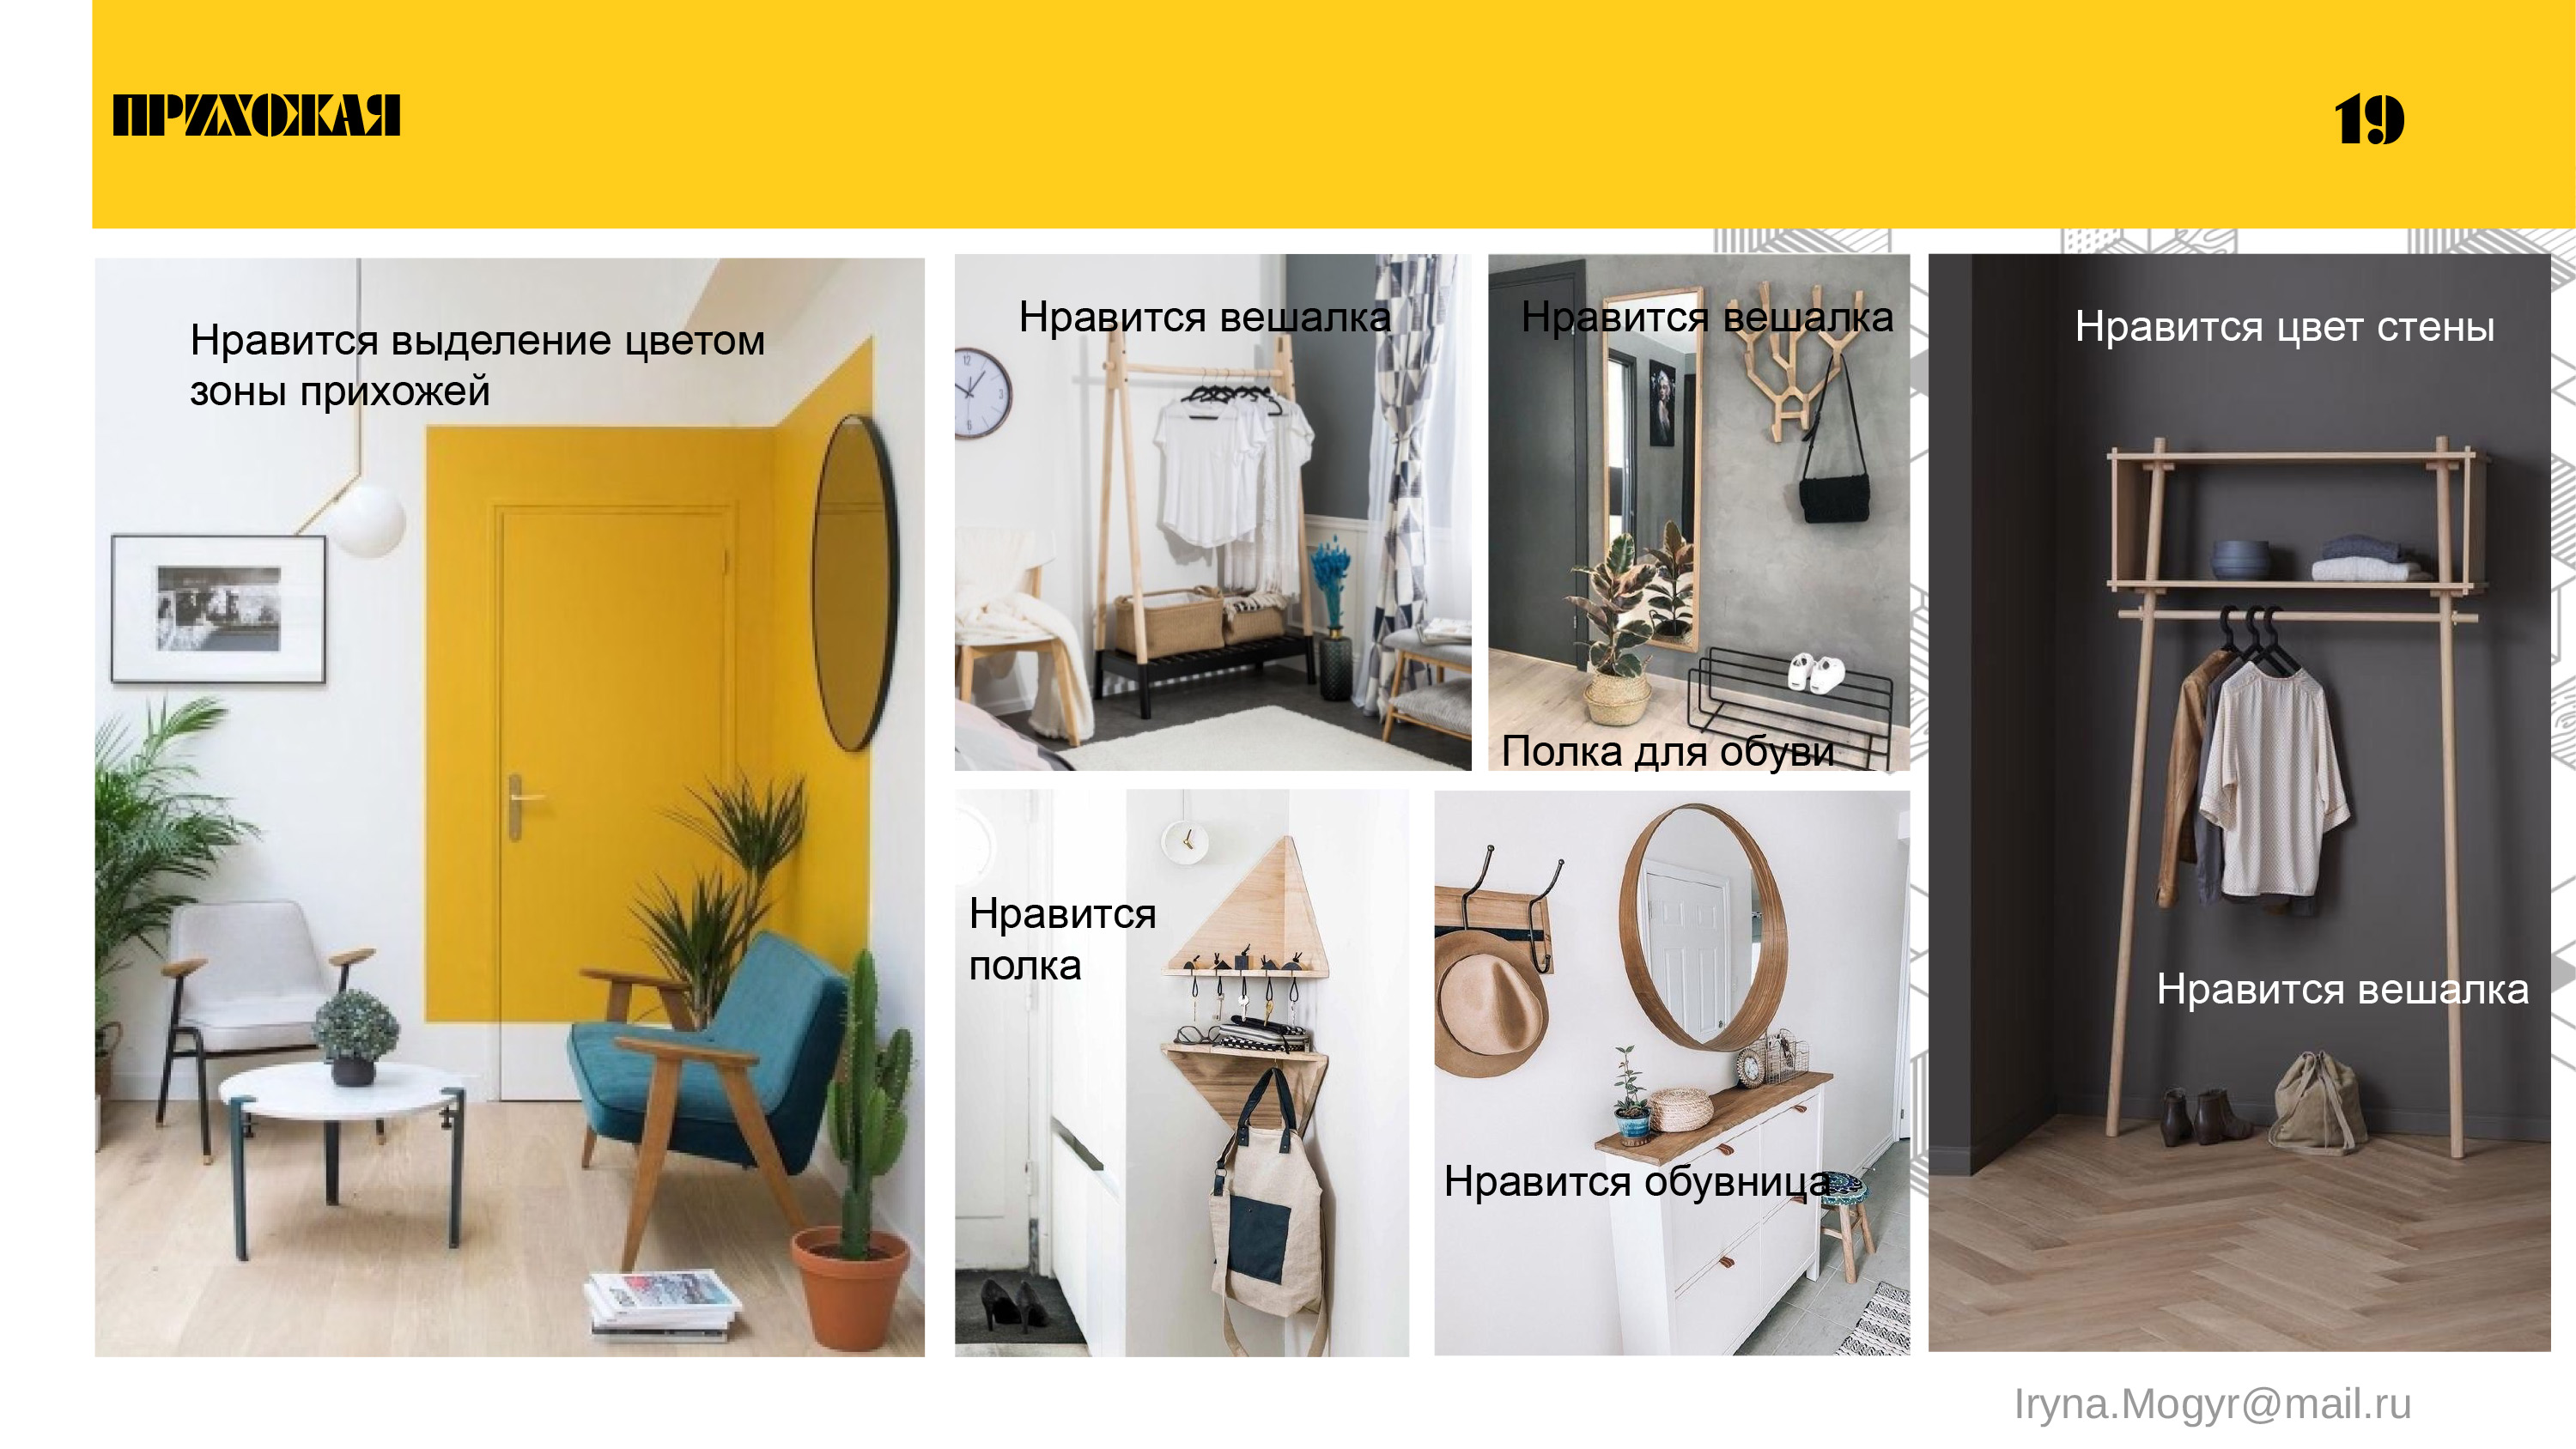 ПРИХОЖАЯ
19
Нравится выделение цветом
зоны прихожей
Нравится вешалка
Нравится вешалка
Полка для обуви
Нравится цвет стены
Нравится
полка
Нравится обувница
Нравится вешалка
Iryna.Mogyr@mail.ru